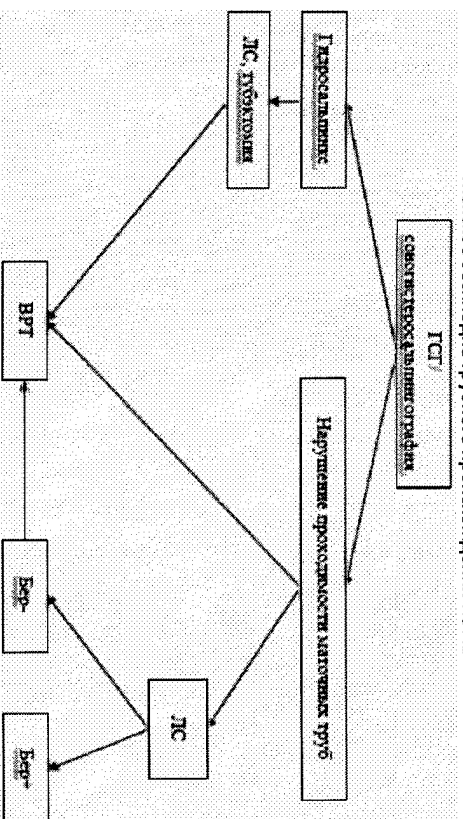 ГСГ/
соногистеросальпингография
Гидросальпинкс
Нарушение проходимости маточных труб
ЛС, тубэктомия
ЛС
ВРТ
Бер-
Бер+